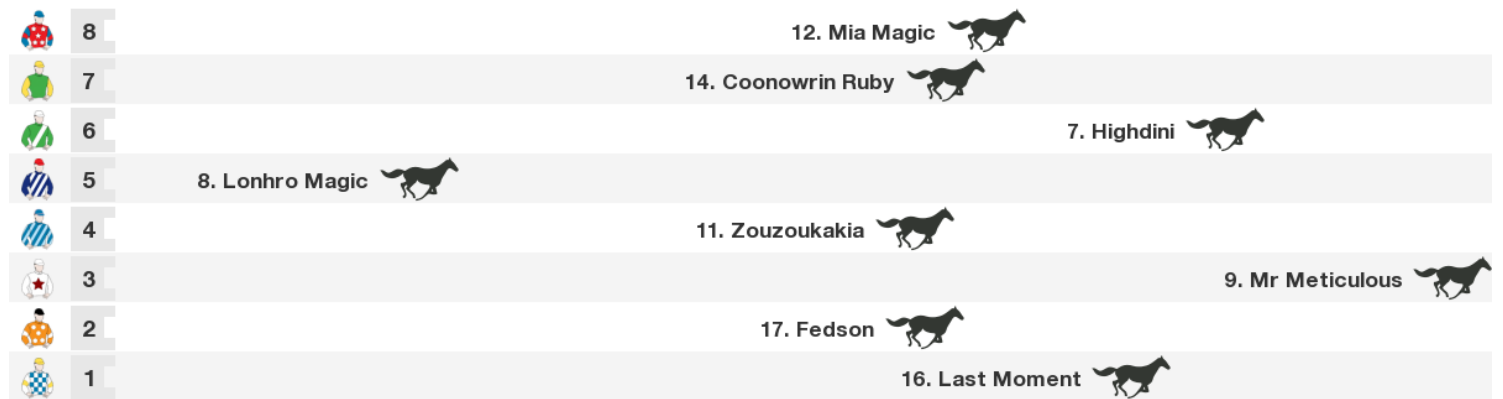 8 12. Mia Magic
7 14. Coonowrin Ruby
6 7. Highdini
5 8. Lonhro Magic
4 11. Zouzoukakia
3 9. Mr Meticulous
2 17. Fedson
1 16. Last Moment